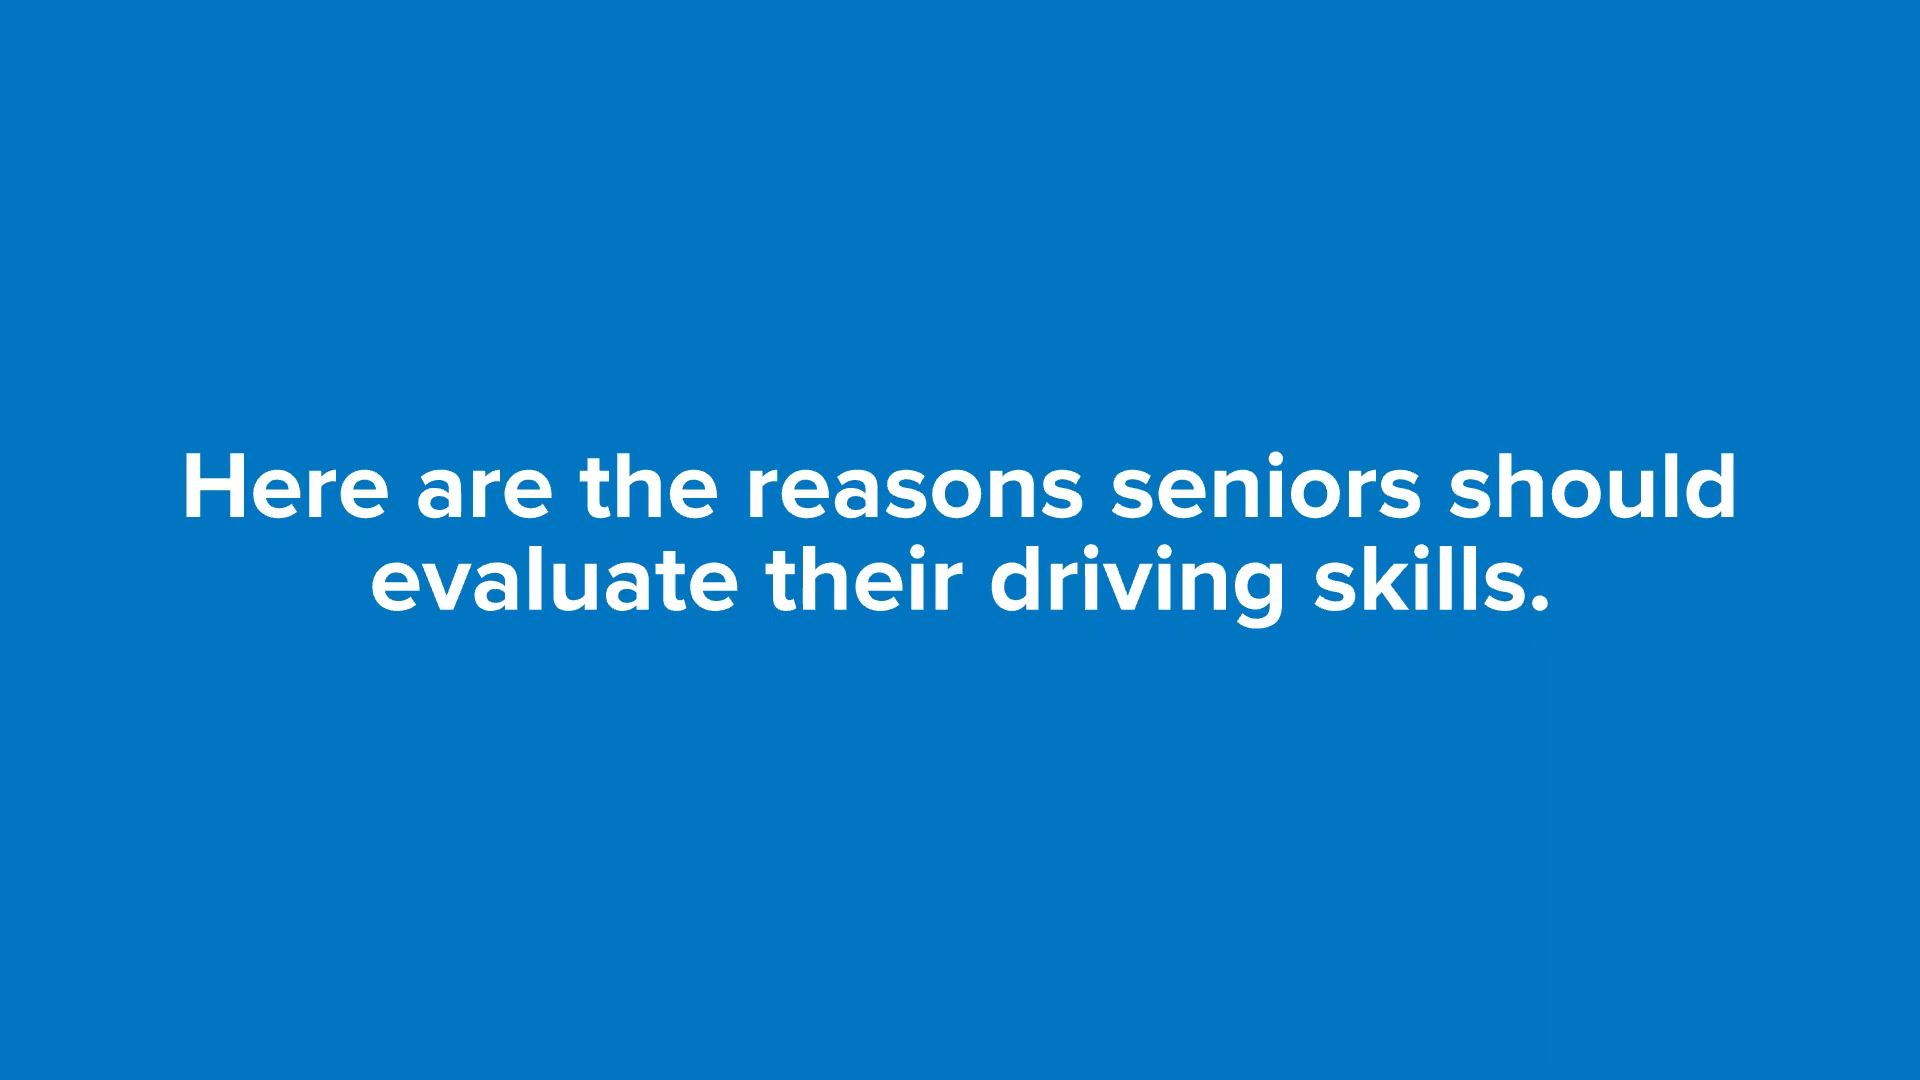 Here are the reasons seniors should
evaluate their driving skills.